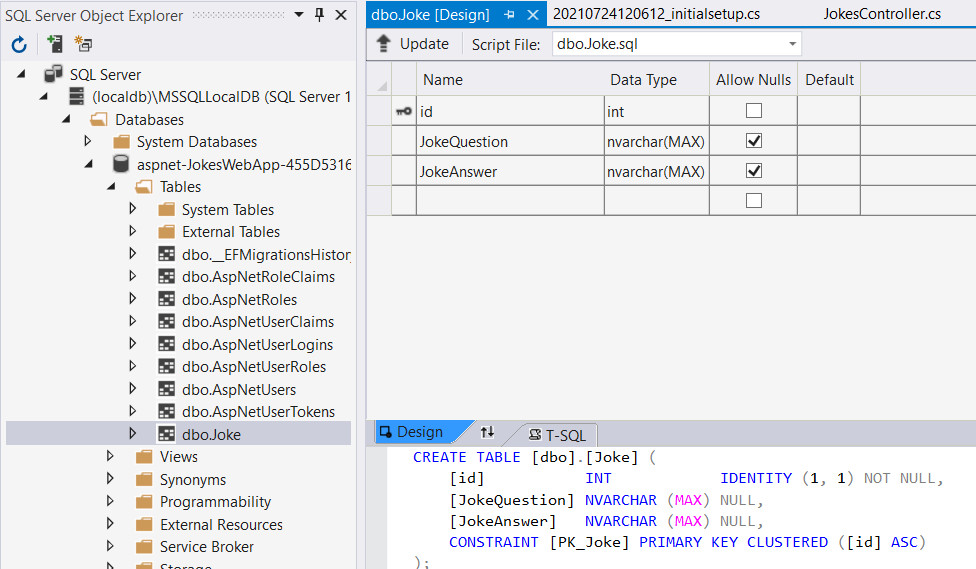 SQL Server Object Explorer
SQL Server
(localdb)\MSSQLLocalDB (SQL Server 1
Databases
System Databases
aspnet-JokesWebApp-455D5316
Tables
System Tables
External Tables
dbo.__EFMigrationsHistory
dbo.AspNetRoleClaims
dbo.AspNetRoles
dbo.AspNetUserClaims
dbo.AspNetUserLogins
dbo.AspNetUserRoles
dbo.AspNetUsers
dbo.AspNetUserTokens
dbo.Joke
Views
Synonyms
Programmability
External Resources
Service Broker
Storage
dbo.Joke [Design]
20210724120612_initialsetup.cs
JokesController.cs
Update
Script File:
dbo.Joke.sql
Name Data Type Allow Nulls Default
id int
JokeQuestion nvarchar(MAX)
JokeAnswer nvarchar(MAX)
Design
T-SQL
CREATE TABLE [dbo].[Joke] (
[id] INT IDENTITY (1, 1) NOT NULL,
[JokeQuestion] NVARCHAR (MAX) NULL,
[JokeAnswer] NVARCHAR (MAX) NULL,
CONSTRAINT [PK_Joke] PRIMARY KEY CLUSTERED ([id] ASC)
);